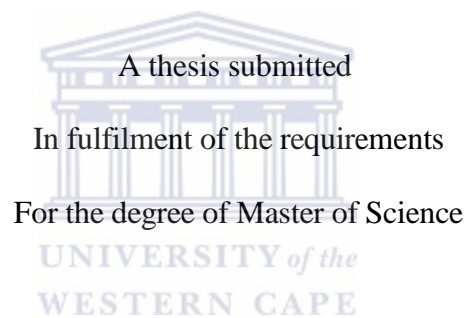 A thesis submitted
In fulfilment of the requirements
For the degree of Master of Science
UNIVERSITY of the
WESTERN CAPE